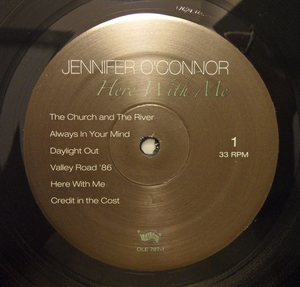 JENNIFER O'CONNOR
Here With Me
The Church and The River
Always In Your Mind
Daylight Out
Valley Road '86
Here With Me
Credit in the Cost
1
33 RPM